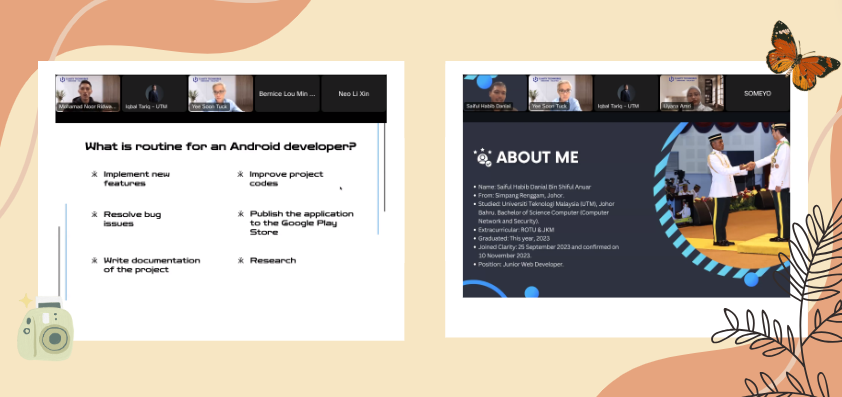 Mohamad Noor Ridwa...
Iqbal Tariq - UTM
Yee Soon Tuck
Bernice Lou Min ...
Neo Li Xin
What is routine for an Android developer?
Implement new
features
Improve project
codes
Resolve bug
issues
Publish the application
to the Google Play
Store
Write documentation
of the project
Research
Saiful Habib Danial
Yee Soon Tuck
Iqbal Tariq - UTM
Ilyana Amsi
SOMEYO
ABOUT ME
Name: Saiful Habib Danial Bin Shiful Anuar
From: Simpang Renggam, Johor.
Studied: Universiti Teknologi Malaysia (UTM), Johor
Bahru. Bachelor of Science Computer (Computer
Network and Security).
Extracurricular: ROTU & JKM
Graduated: This year, 2023
Joined Clarity: 25 September 2023 and confirmed on
10 November 2023.
Position: Junior Web Developer.